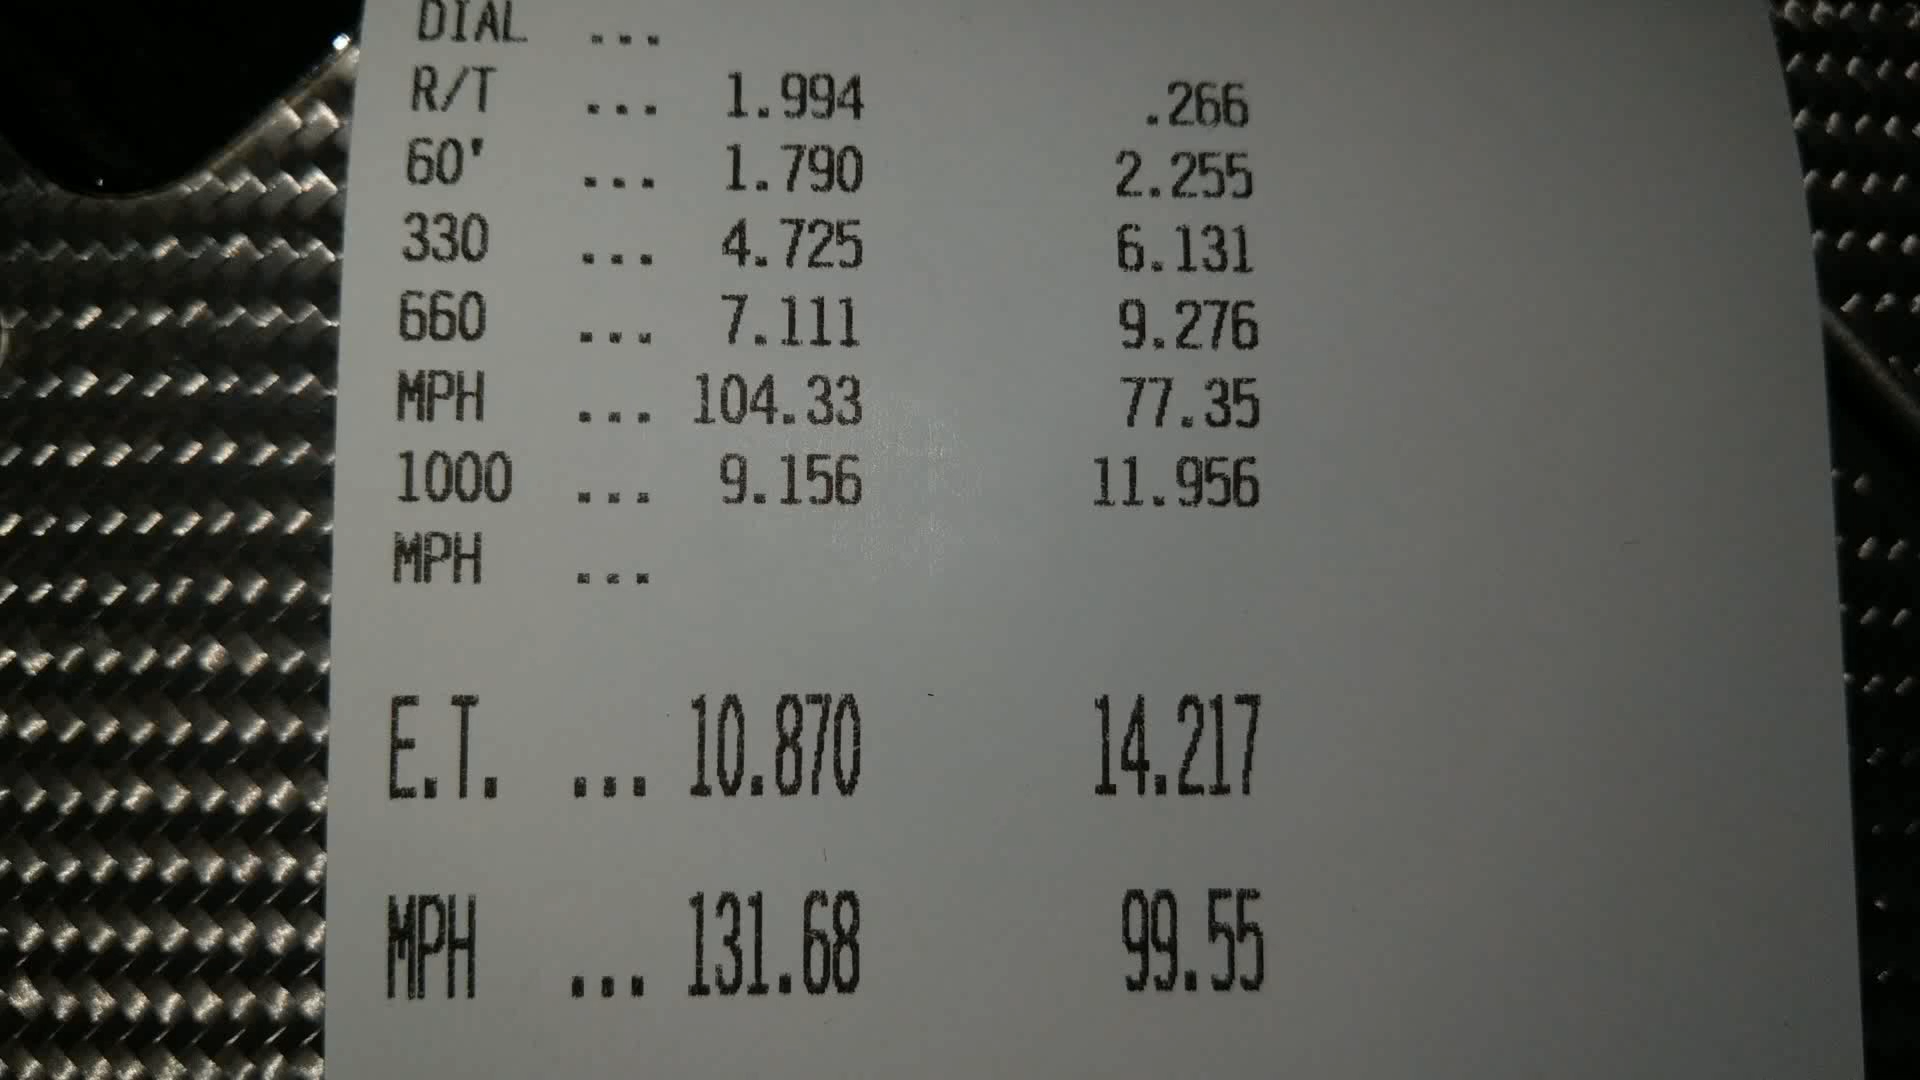 DIAL ...
R/T ... 1.994 .266
60' ... 1.790 2.255
330 ... 4.725 6.131
660 ... 7.111 9.276
MPH ... 104.33 77.35
1000 ... 9.156 11.956
MPH ...
E.T. ... 10.870 14.217
MPH ... 131.68 99.55